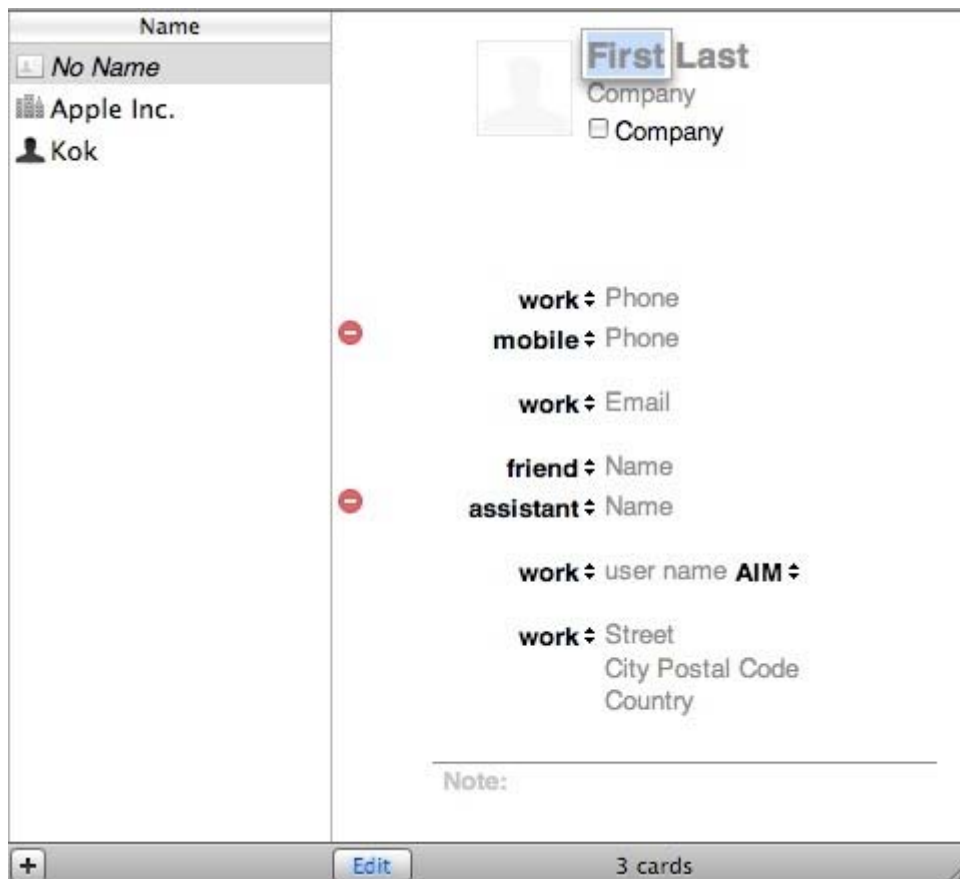 Name
No Name
Apple Inc.
Kok
First Last
Company
Company
work Phone
mobile Phone
work Email
friend Name
assistant Name
work user name AIM
work Street
City Postal Code
Country
Note:
+ Edit 3 cards